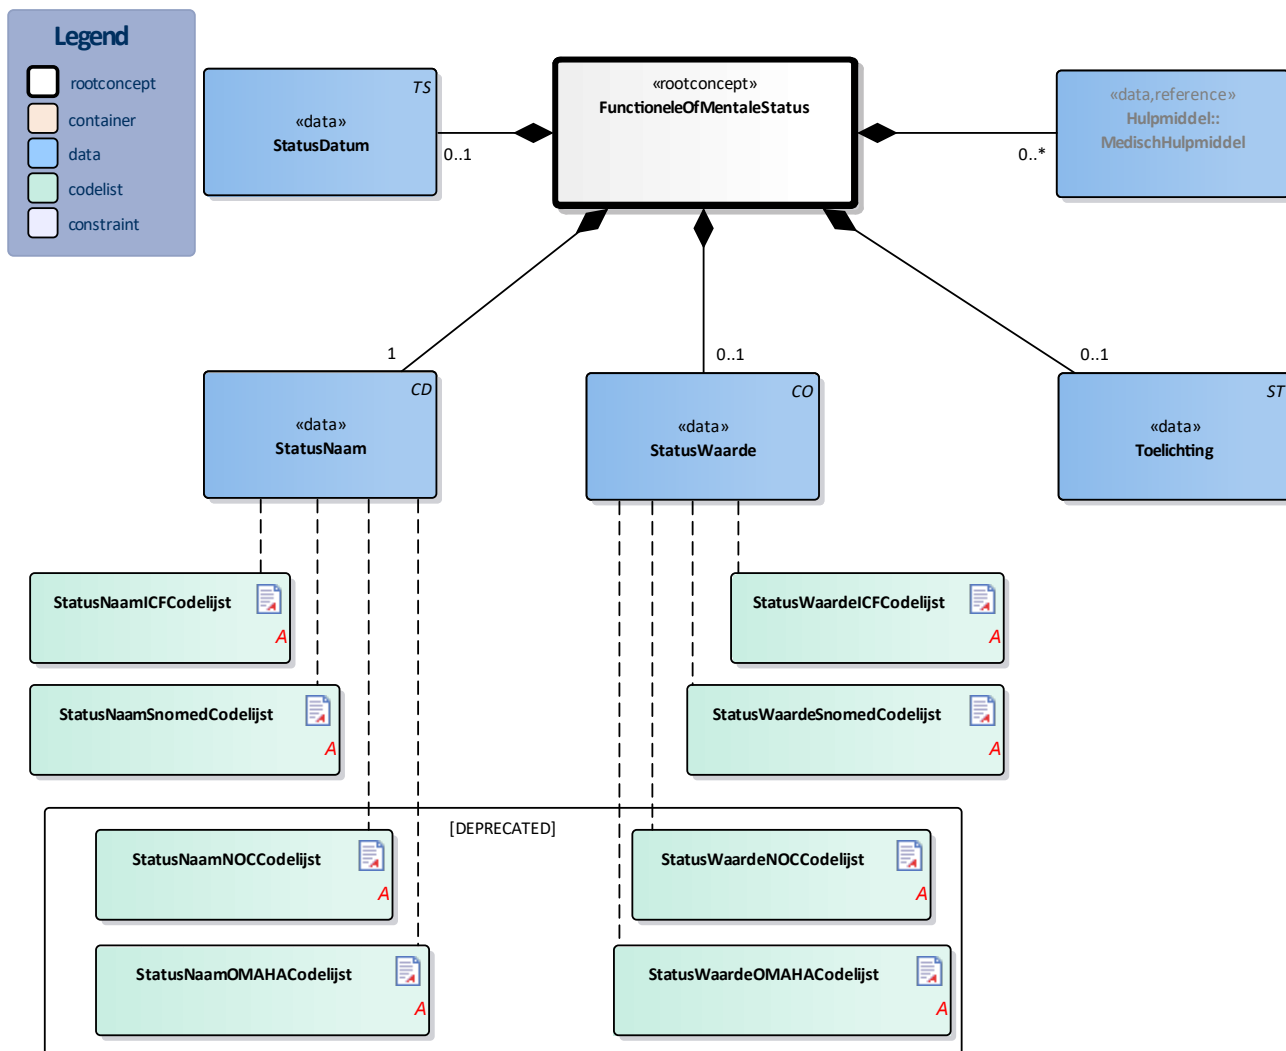 Legend
rootconcept
container
data
codelist
constraint
TS
«data»
StatusDatum
0..1
«rootconcept»
FunctioneleOfMentaleStatus
«data,reference»
Hulpmiddel::
MedischHulpmiddel
0..*
1
0..1
0..1
CD
«data»
StatusNaam
CO
«data»
StatusWaarde
ST
«data»
Toelichting
StatusNaamICFCodelijst
A
StatusWaardeICFCodelijst
A
StatusNaamSnomedCodelijst
A
StatusWaardeSnomedCodelijst
A
[DEPRECATED]
StatusNaamNOCCodelijst
A
StatusWaardeNOCCodelijst
A
StatusNaamOMAHACodelijst
A
StatusWaardeOMAHACodelijst
A